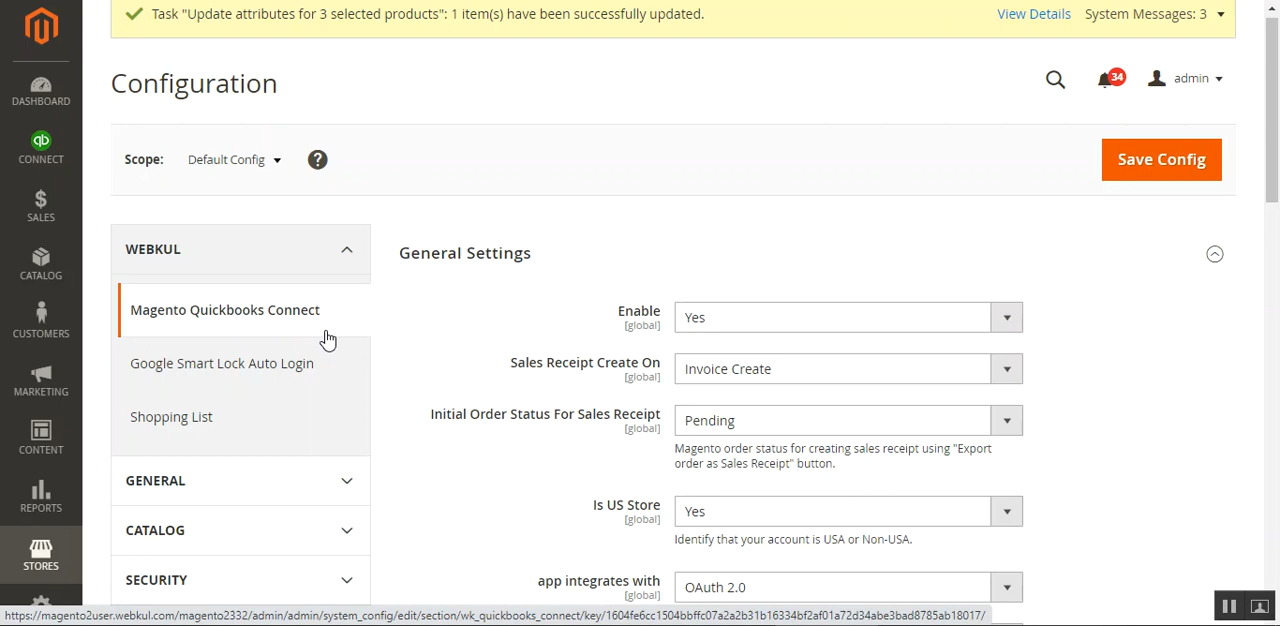 Task "Update attributes for 3 selected products": 1 item(s) have been successfully updated.
View Details
System Messages: 3
Configuration
34
admin
Scope:
Default Config
?
Save Config
DASHBOARD
qb
CONNECT
$
SALES
CATALOG
CUSTOMERS
MARKETING
CONTENT
REPORTS
STORES
WEBKUL
Magento Quickbooks Connect
Google Smart Lock Auto Login
Shopping List
GENERAL
CATALOG
SECURITY
General Settings
Enable
[global]
Yes
Sales Receipt Create On
[global]
Invoice Create
Initial Order Status For Sales Receipt
[global]
Pending
Magento order status for creating sales receipt using "Export
order as Sales Receipt" button.
Is US Store
[global]
Yes
Identify that your account is USA or Non-USA.
app integrates with
[global]
OAuth 2.0
https://magento2user.webkul.com/magento2332/admin/admin/system_config/edit/section/wk_quickbooks_connect/key/1604fe6cc1504bbffc07a2a2b31b16334bf2af01a72d34abe3bad8785ab18017/